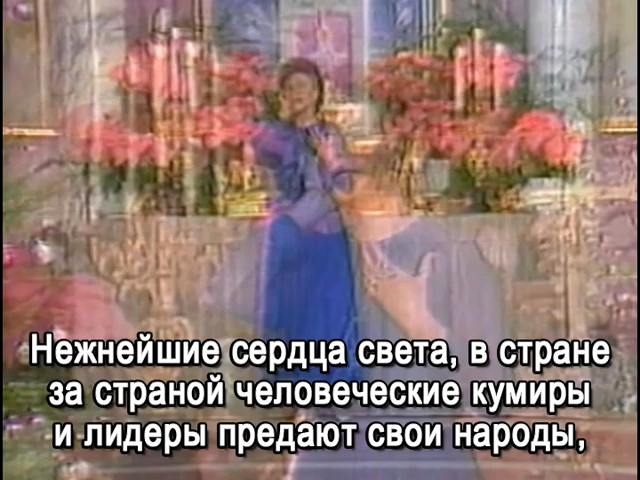 Нежнейшие сердца света, в стране
за страной человеческие кумиры
и лидеры предают свои народы,